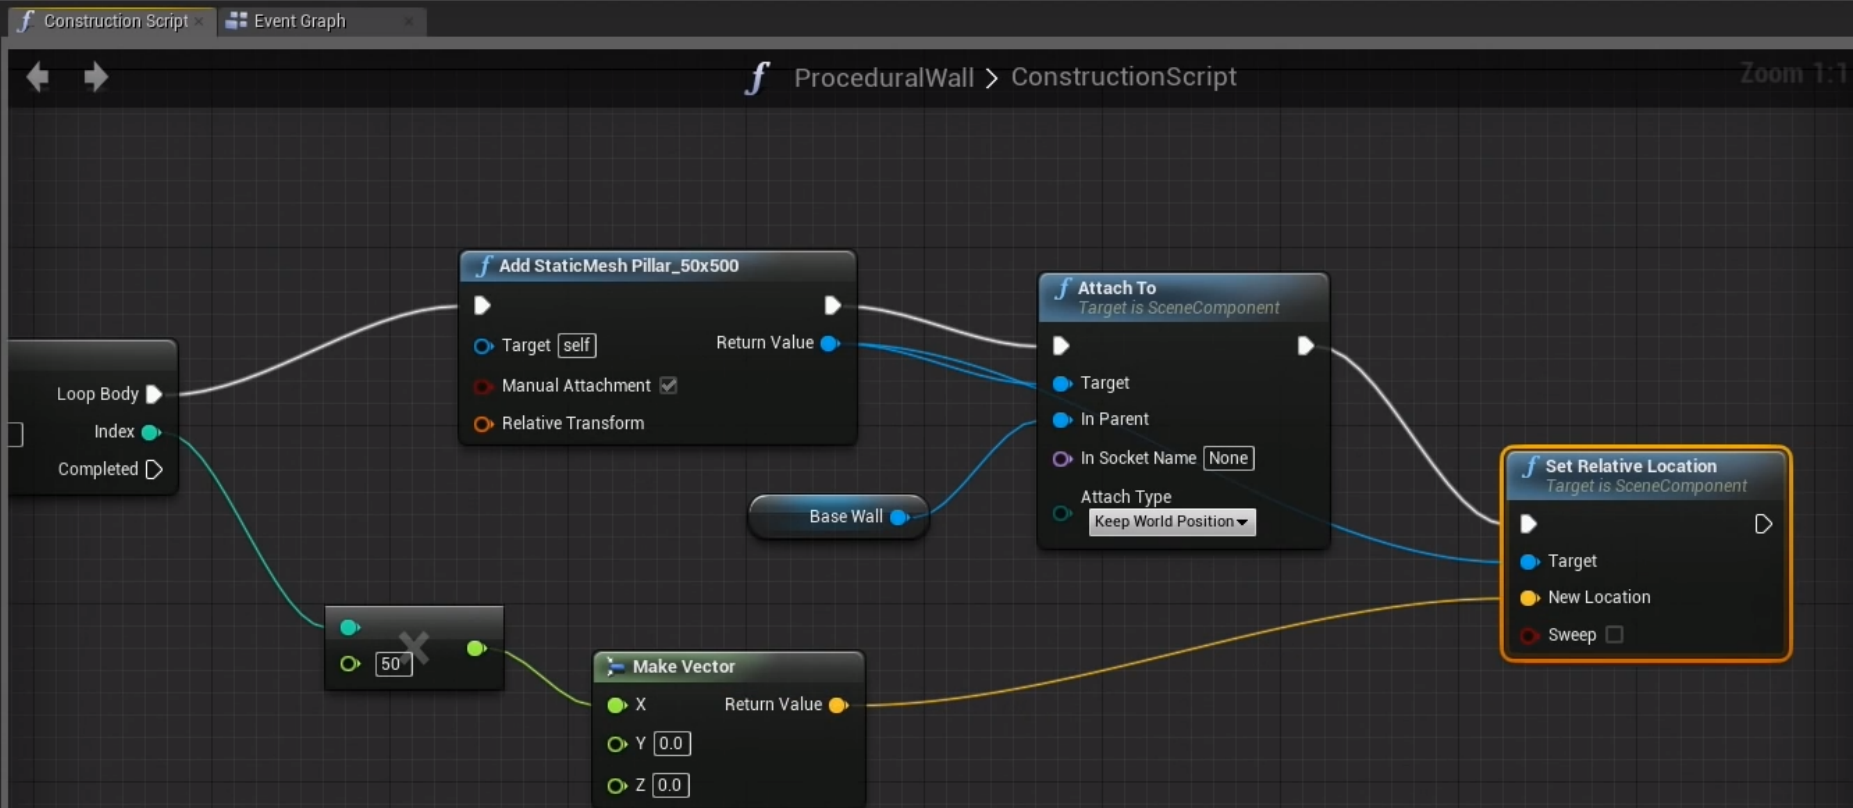 Construction Script
Event Graph
ProceduralWall > ConstructionScript
Zoom 1:1
Add StaticMesh Pillar_50x500
Target self
Return Value
Manual Attachment
Relative Transform
Attach To
Target is SceneComponent
Target
In Parent
In Socket Name None
Attach Type
Keep World Position
Loop Body
Index
Completed
Base Wall
Set Relative Location
Target is SceneComponent
Target
New Location
Sweep
50
Make Vector
X
Return Value
Y 0.0
Z 0.0